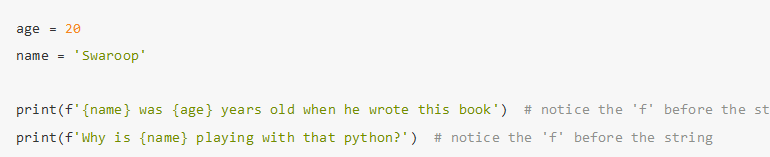 age = 20
name = 'Swaroop'
print(f'{name} was {age} years old when he wrote this book')  # notice the 'f' before the
print(f'Why is {name} playing with that python?')  # notice the 'f' before the string